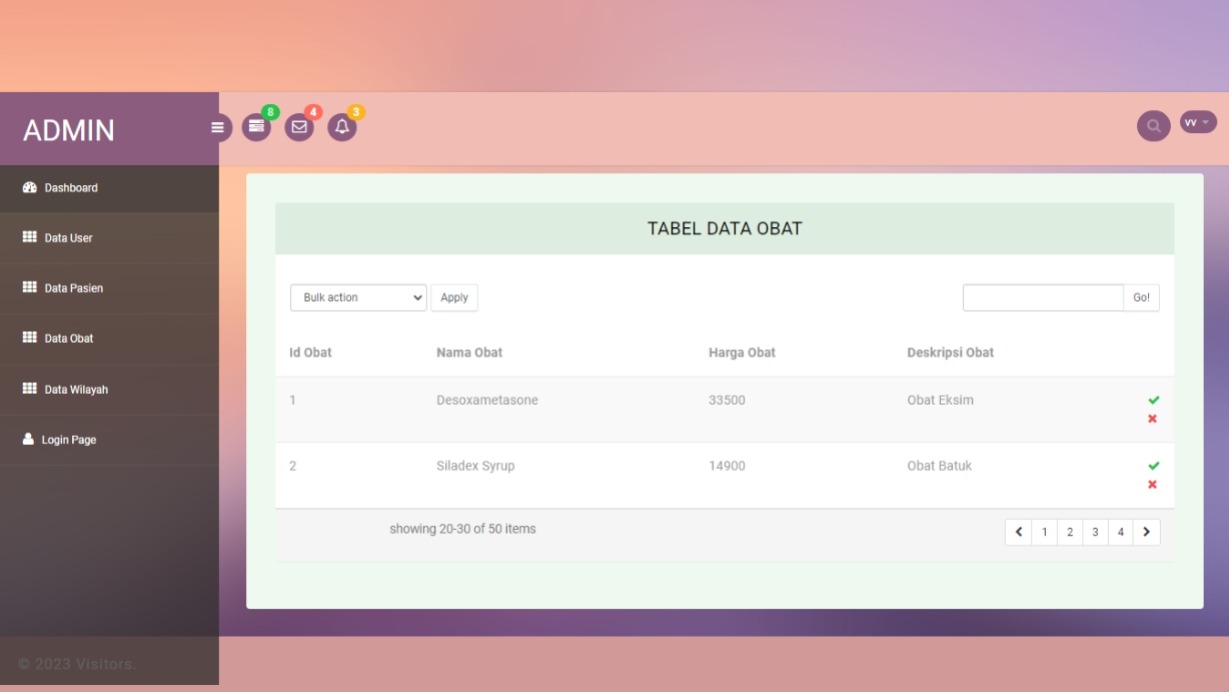 ADMIN
8
4
3
vv
Dashboard
Data User
Data Pasien
Data Obat
Data Wilayah
Login Page
TABEL DATA OBAT
Bulk action Apply Go!
Id Obat Nama Obat Harga Obat Deskripsi Obat
1 Desoxametasone 33500 Obat Eksim
2 Siladex Syrup 14900 Obat Batuk
showing 20-30 of 50 items 1 2 3 4
© 2023 Visitors.